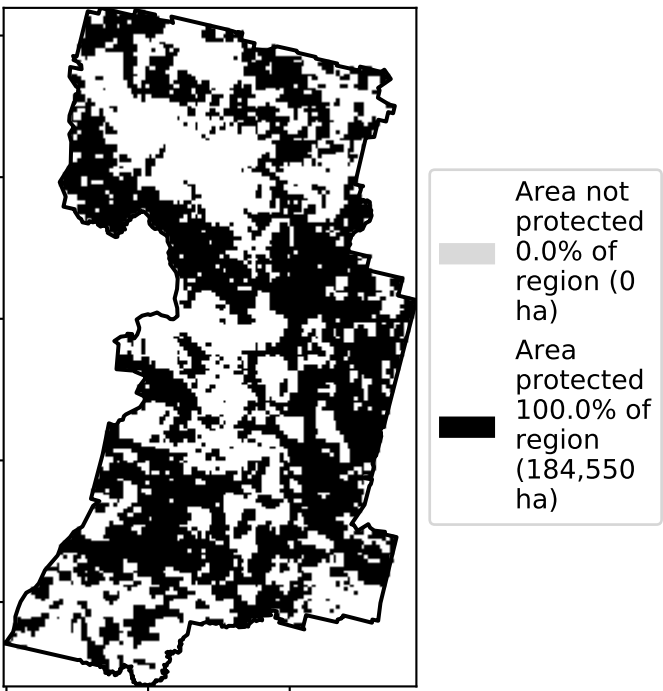 Area not
protected
0.0% of
region (0
ha)
Area
protected
100.0% of
region
(184,550
ha)